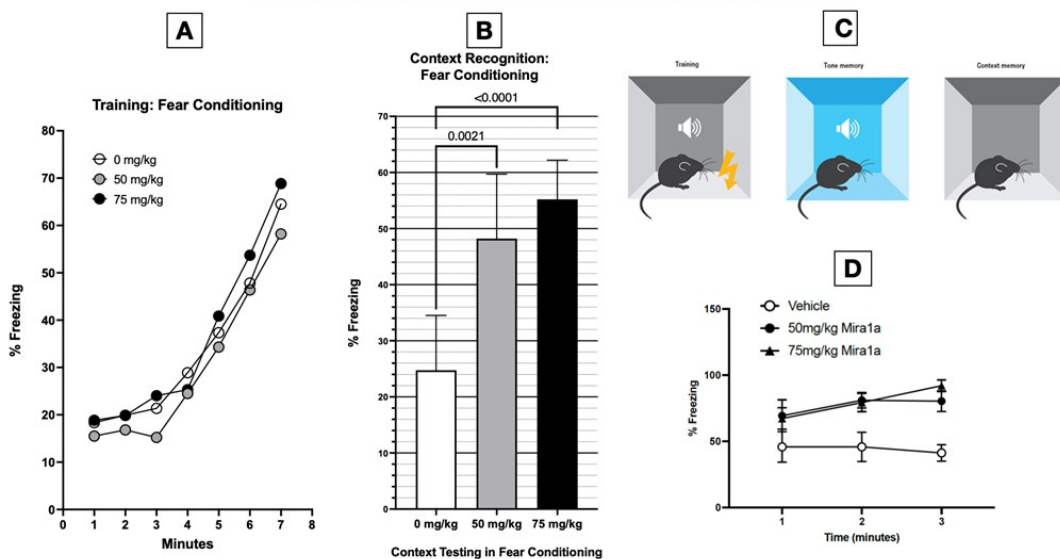 A
Training: Fear Conditioning
0 mg/kg
50 mg/kg
75 mg/kg
% Freezing
80
70
60
50
40
30
20
10
0
0 1 2 3 4 5 6 7 8
Minutes
B
Context Recognition:
Fear Conditioning
<0.0001
0.0021
% Freezing
70
60
50
40
30
20
10
0
0 mg/kg 50 mg/kg 75 mg/kg
Context Testing in Fear Conditioning
C
Training Tone memory Context memory
D
Vehicle
50mg/kg Mira1a
75mg/kg Mira1a
% Freezing
150
100
50
0
1 2 3
Time (minutes)